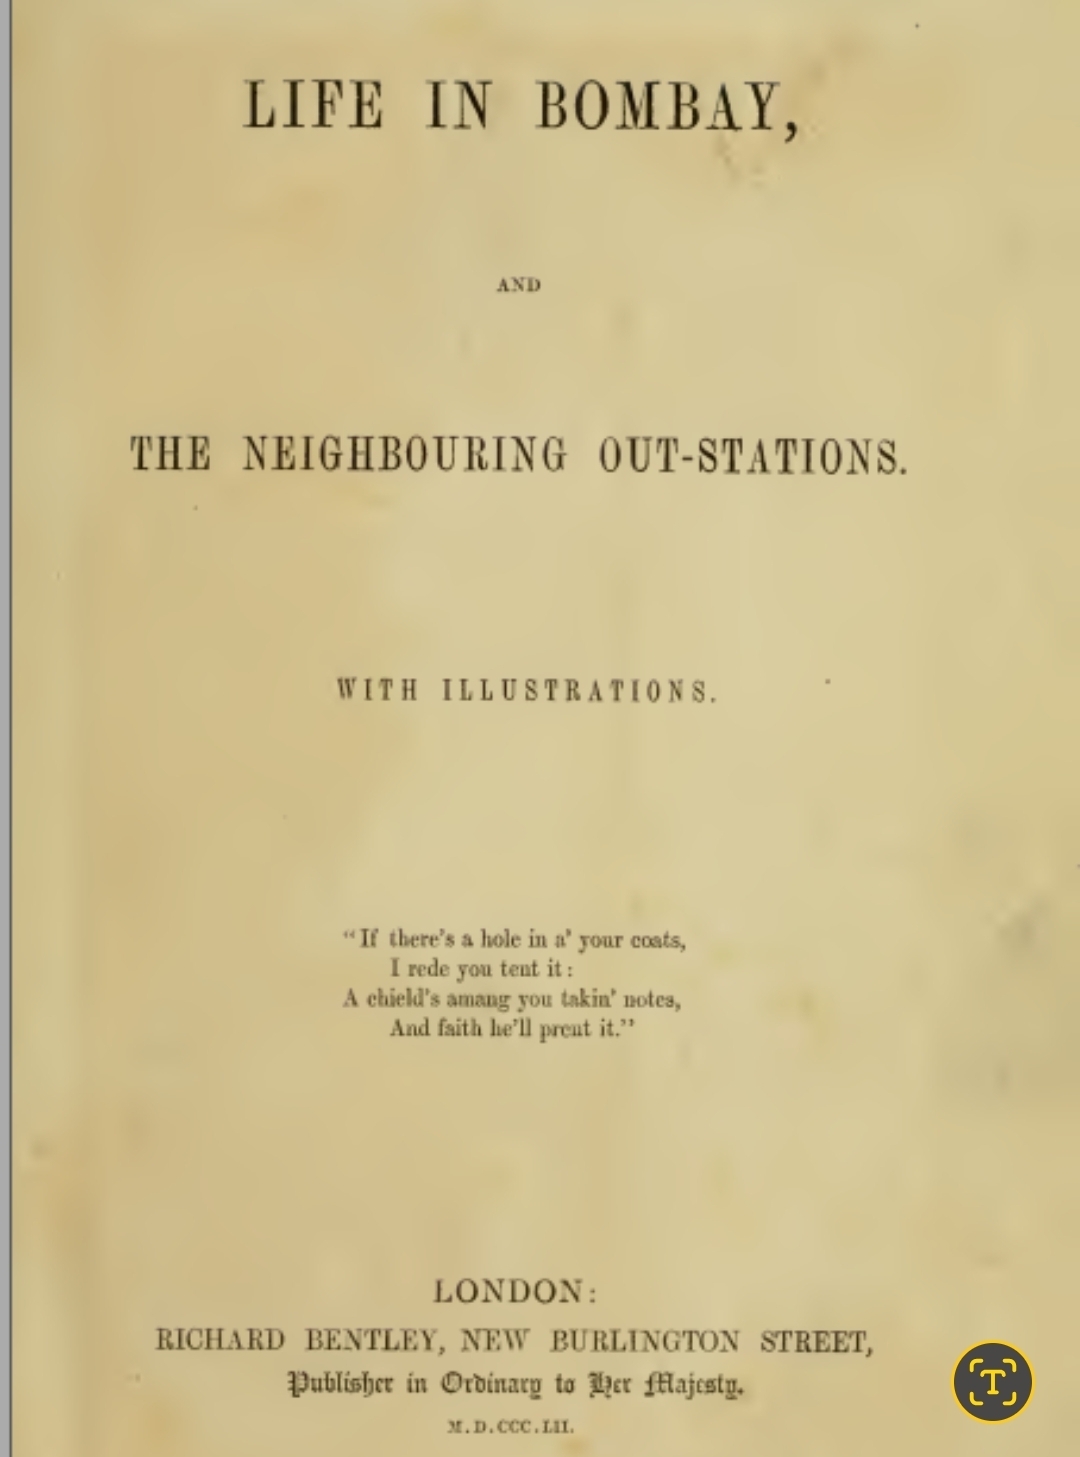 LIFE IN BOMBAY,
AND
THE NEIGHBOURING OUT-STATIONS.
WITH ILLUSTRATIONS.
“If there's a hole in a' your coats,
I rede you tent it:
A chield's amang you takin' notes,
And faith he'll prent it.”
LONDON:
RICHARD BENTLEY, NEW BURLINGTON STREET,
Publisher in Ordinary to Her Majesty.
M.D.CCC.LII.